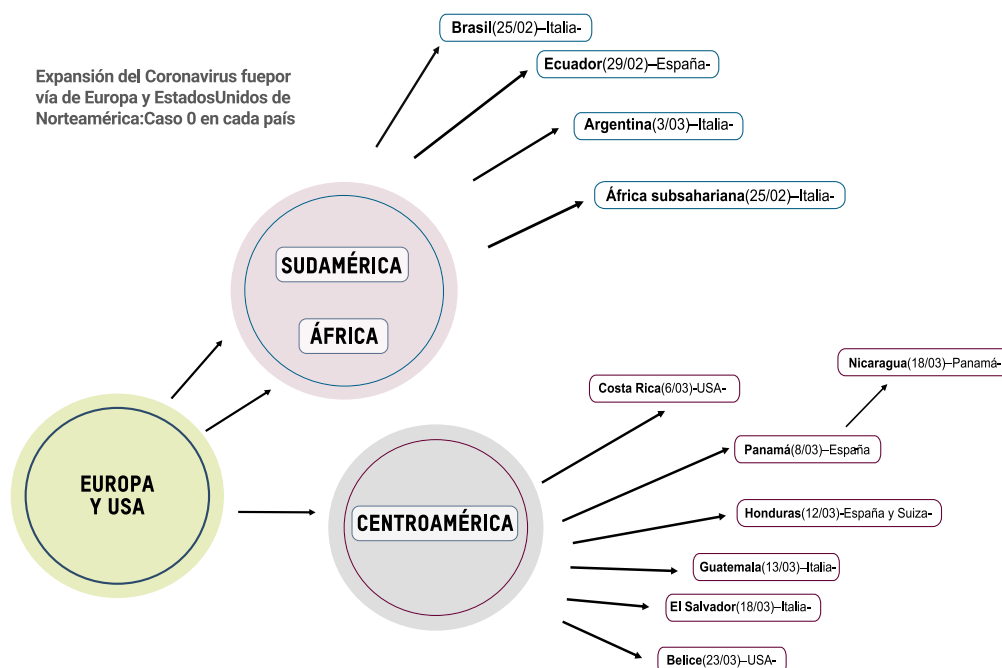 Expansión del Coronavirus fuepor
vía de Europa y EstadosUnidos de
Norteamérica:Caso 0 en cada país
Brasil(25/02)–Italia-
Ecuador(29/02)–España-
Argentina(3/03)–Italia-
África subsahariana(25/02)–Italia-
SUDAMÉRICA
ÁFRICA
EUROPA
Y USA
CENTROAMÉRICA
Nicaragua(18/03)–Panamá-
Costa Rica(6/03)-USA-
Panamá(8/03)–España
Honduras(12/03)-España y Suiza-
Guatemala(13/03)–Italia-
El Salvador(18/03)–Italia-
Belice(23/03)–USA-